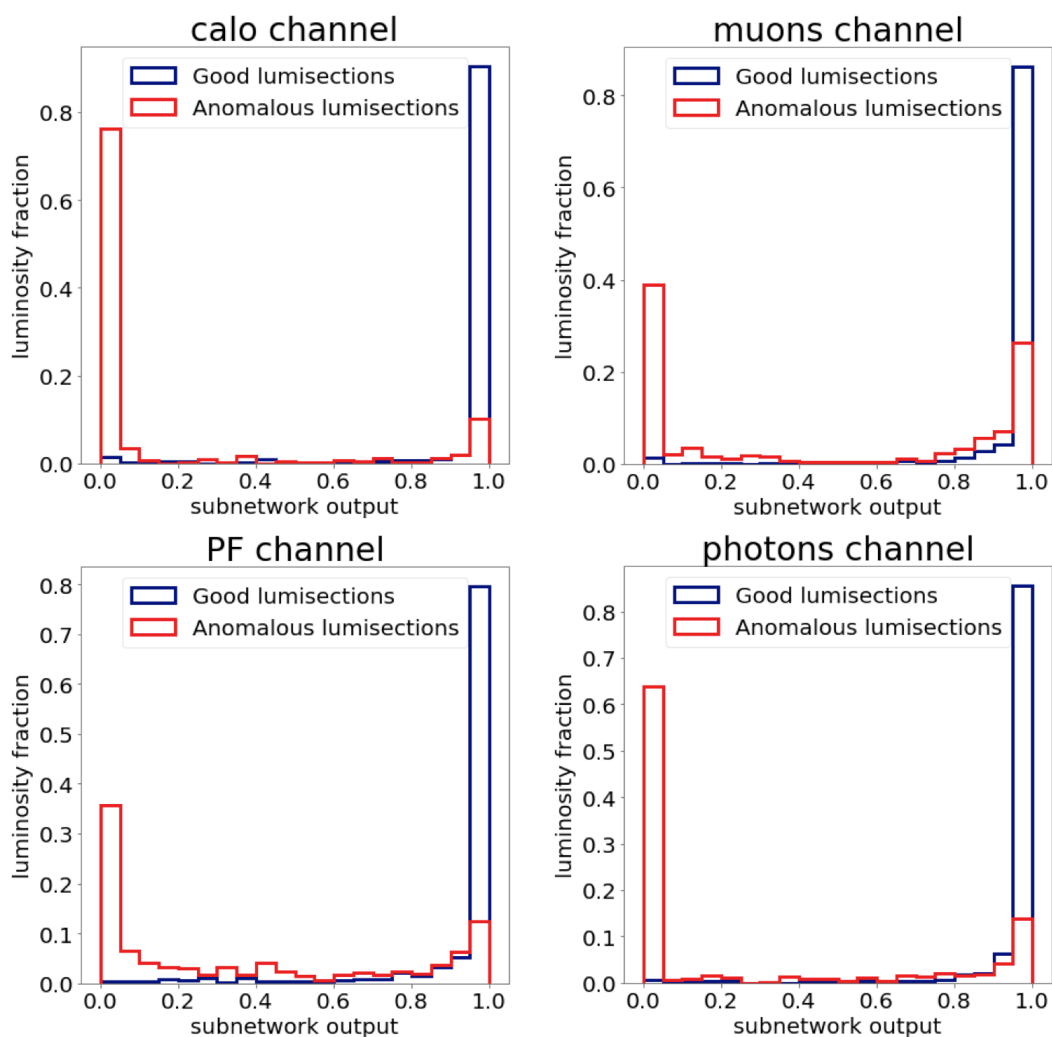 calo channel
Good lumisections
Anomalous lumisections
luminosity fraction
0.8
0.6
0.4
0.2
0.0
0.0 0.2 0.4 0.6 0.8 1.0
subnetwork output
muons channel
Good lumisections
Anomalous lumisections
luminosity fraction
0.8
0.6
0.4
0.2
0.0
0.0 0.2 0.4 0.6 0.8 1.0
subnetwork output
PF channel
Good lumisections
Anomalous lumisections
luminosity fraction
0.8
0.7
0.6
0.5
0.4
0.3
0.2
0.1
0.0
0.0 0.2 0.4 0.6 0.8 1.0
subnetwork output
photons channel
Good lumisections
Anomalous lumisections
luminosity fraction
0.8
0.7
0.6
0.5
0.4
0.3
0.2
0.1
0.0
0.0 0.2 0.4 0.6 0.8 1.0
subnetwork output